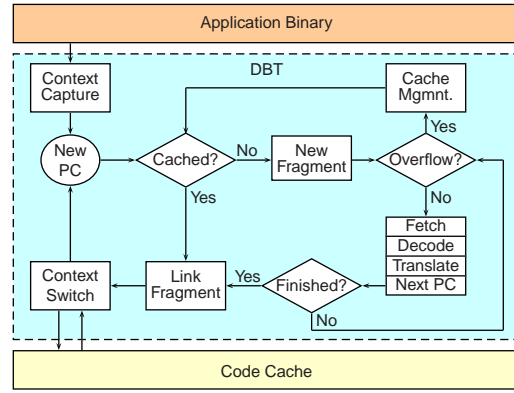 Application Binary
DBT
Context
Capture
Cache
Mgmnt.
New
PC
Cached?
No
New
Fragment
Overflow?
Yes
Yes
No
Fetch
Decode
Translate
Next PC
Context
Switch
Link
Fragment
Yes
Finished?
No
Code Cache